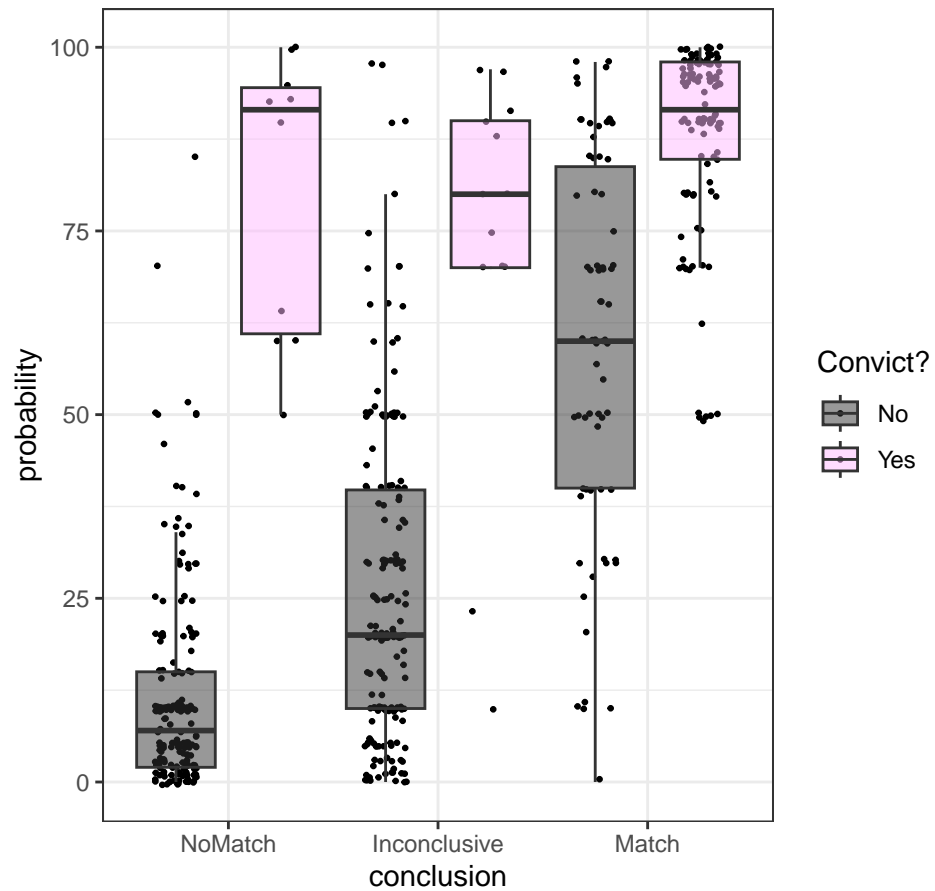 100
75
50
25
0
probability
NoMatch
Inconclusive
Match
conclusion
Convict?
No
Yes